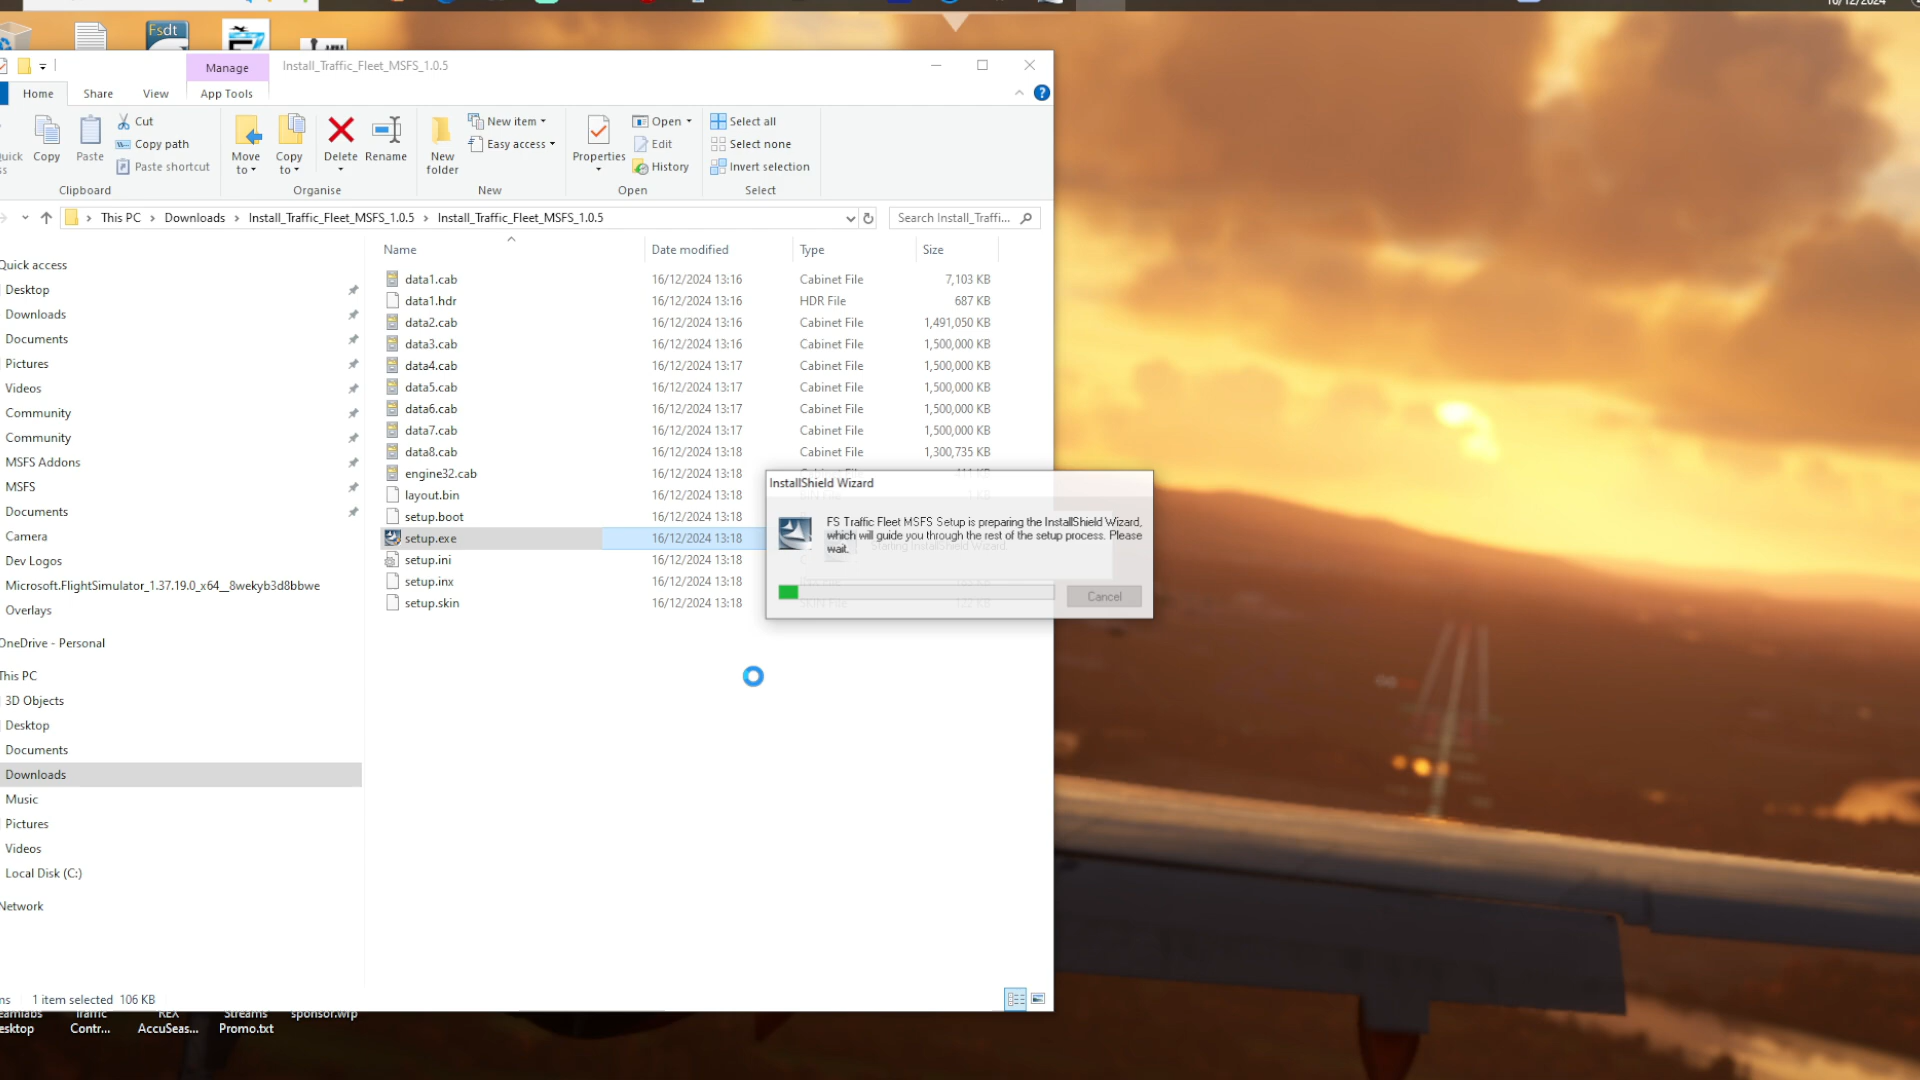 16/12/2024
Fsdt
Manage
Install_Traffic_Fleet_MSFS_1.0.5
Home
Share
View
App Tools
Copy
Paste
Cut
Copy path
Paste shortcut
Clipboard
Move to
Copy to
Delete
Rename
Organise
New folder
New item
Easy access
New
Properties
Open
Edit
History
Open
Select all
Select none
Invert selection
Select
This PC
Downloads
Install_Traffic_Fleet_MSFS_1.0.5
Install_Traffic_Fleet_MSFS_1.0.5
Search Install_Traffi...
Name
Date modified
Type
Size
Quick access
Desktop
Downloads
Documents
Pictures
Videos
Community
Community
MSFS Addons
MSFS
Documents
Camera
Dev Logos
Microsoft.FlightSimulator_1.37.19.0_x64__8wekyb3d8bbwe
Overlays
OneDrive - Personal
This PC
3D Objects
Desktop
Documents
Downloads
Music
Pictures
Videos
Local Disk (C:)
Network
data1.cab 16/12/2024 13:16 Cabinet File 7,103 KB
data1.hdr 16/12/2024 13:16 HDR File 687 KB
data2.cab 16/12/2024 13:16 Cabinet File 1,491,050 KB
data3.cab 16/12/2024 13:16 Cabinet File 1,500,000 KB
data4.cab 16/12/2024 13:17 Cabinet File 1,500,000 KB
data5.cab 16/12/2024 13:17 Cabinet File 1,500,000 KB
data6.cab 16/12/2024 13:17 Cabinet File 1,500,000 KB
data7.cab 16/12/2024 13:17 Cabinet File 1,500,000 KB
data8.cab 16/12/2024 13:18 Cabinet File 1,300,735 KB
engine32.cab 16/12/2024 13:18
layout.bin 16/12/2024 13:18
setup.boot 16/12/2024 13:18
setup.exe 16/12/2024 13:18
setup.ini 16/12/2024 13:18
setup.inx 16/12/2024 13:18
setup.skin 16/12/2024 13:18
InstallShield Wizard
FS Traffic Fleet MSFS Setup is preparing the InstallShield Wizard,
which will guide you through the rest of the setup process. Please
wait.
Starting InstallShield Wizard
Cancel
1 item selected 106 KB
Traffic
Contr...
REX
AccuSeas...
Streams
Promo.txt
sponsor.wfp